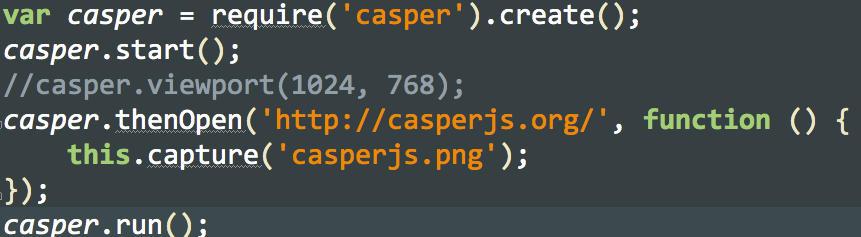 var casper = require('casper').create();
casper.start();
//casper.viewport(1024, 768);
casper.thenOpen('http://casperjs.org/', function () {
    this.capture('casperjs.png');
});
casper.run();